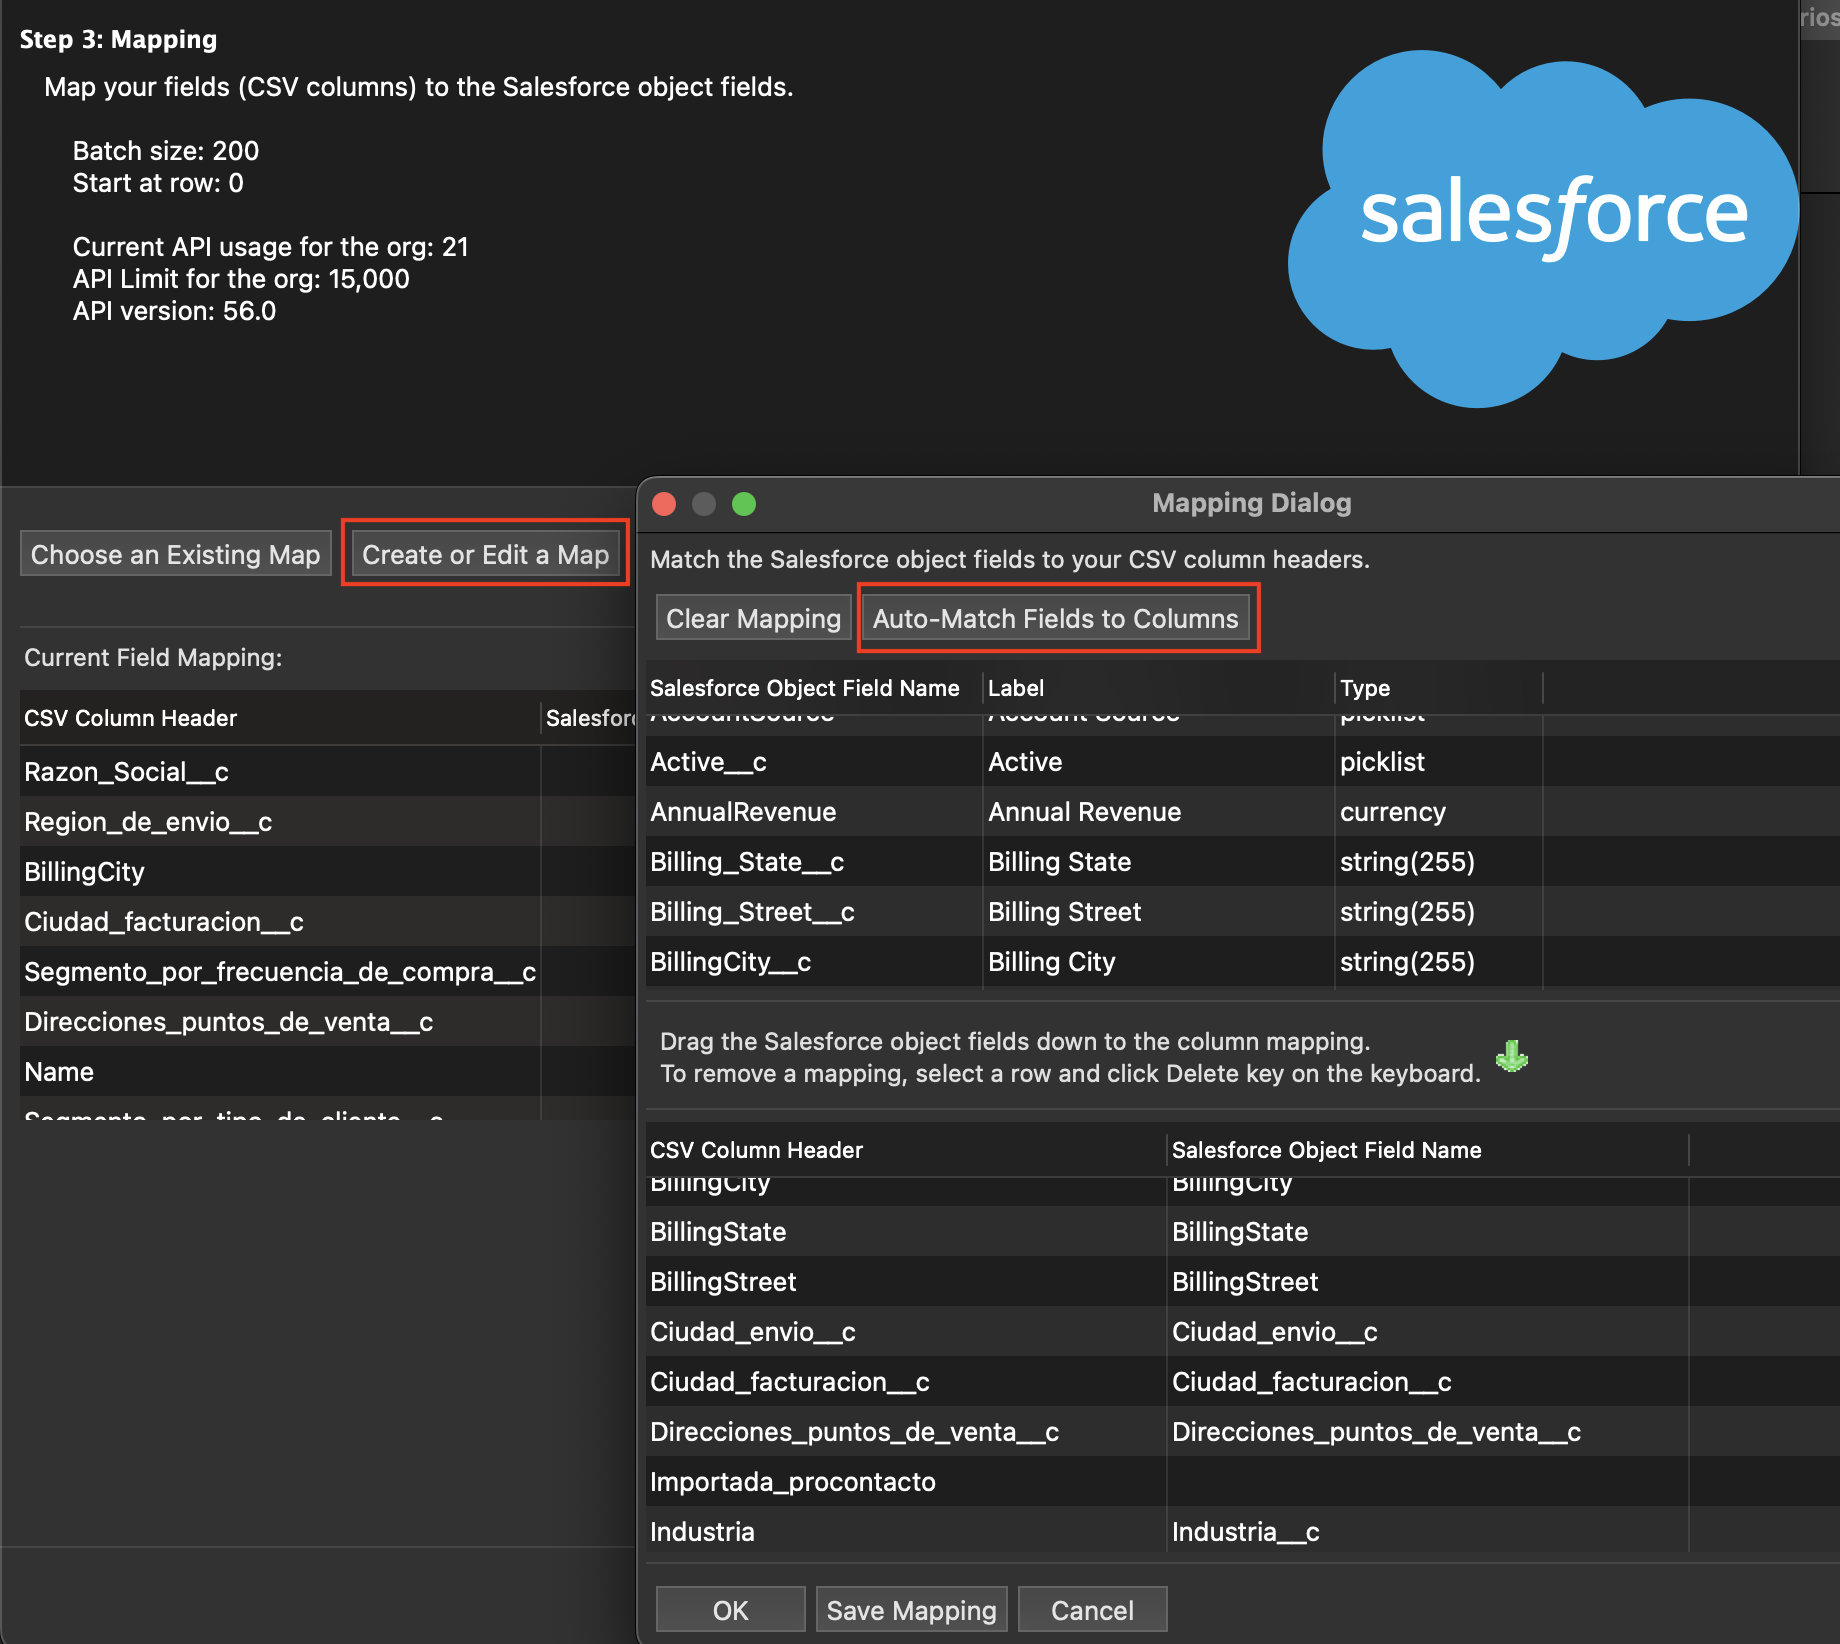 Step 3: Mapping
Map your fields (CSV columns) to the Salesforce object fields.
Batch size: 200
Start at row: 0
Current API usage for the org: 21
API Limit for the org: 15,000
API version: 56.0
salesforce
rios
Choose an Existing Map
Create or Edit a Map
Current Field Mapping:
CSV Column Header Salesforc
Razon_Social__c
Region_de_envio__c
BillingCity
Ciudad_facturacion__c
Segmento_por_frecuencia_de_compra__c
Direcciones_puntos_de_venta__c
Name
Segmento_por_tipo_de_cliente__c
Mapping Dialog
Match the Salesforce object fields to your CSV column headers.
Clear Mapping
Auto-Match Fields to Columns
Salesforce Object Field Name Label Type
AccountSource Account Source picklist
Active__c Active picklist
AnnualRevenue Annual Revenue currency
Billing_State__c Billing State string(255)
Billing_Street__c Billing Street string(255)
BillingCity__c Billing City string(255)
Drag the Salesforce object fields down to the column mapping.
To remove a mapping, select a row and click Delete key on the keyboard.
CSV Column Header Salesforce Object Field Name
BillingCity BillingCity
BillingState BillingState
BillingStreet BillingStreet
Ciudad_envio__c Ciudad_envio__c
Ciudad_facturacion__c Ciudad_facturacion__c
Direcciones_puntos_de_venta__c Direcciones_puntos_de_venta__c
Importada_procontacto
Industria Industria__c
OK
Save Mapping
Cancel